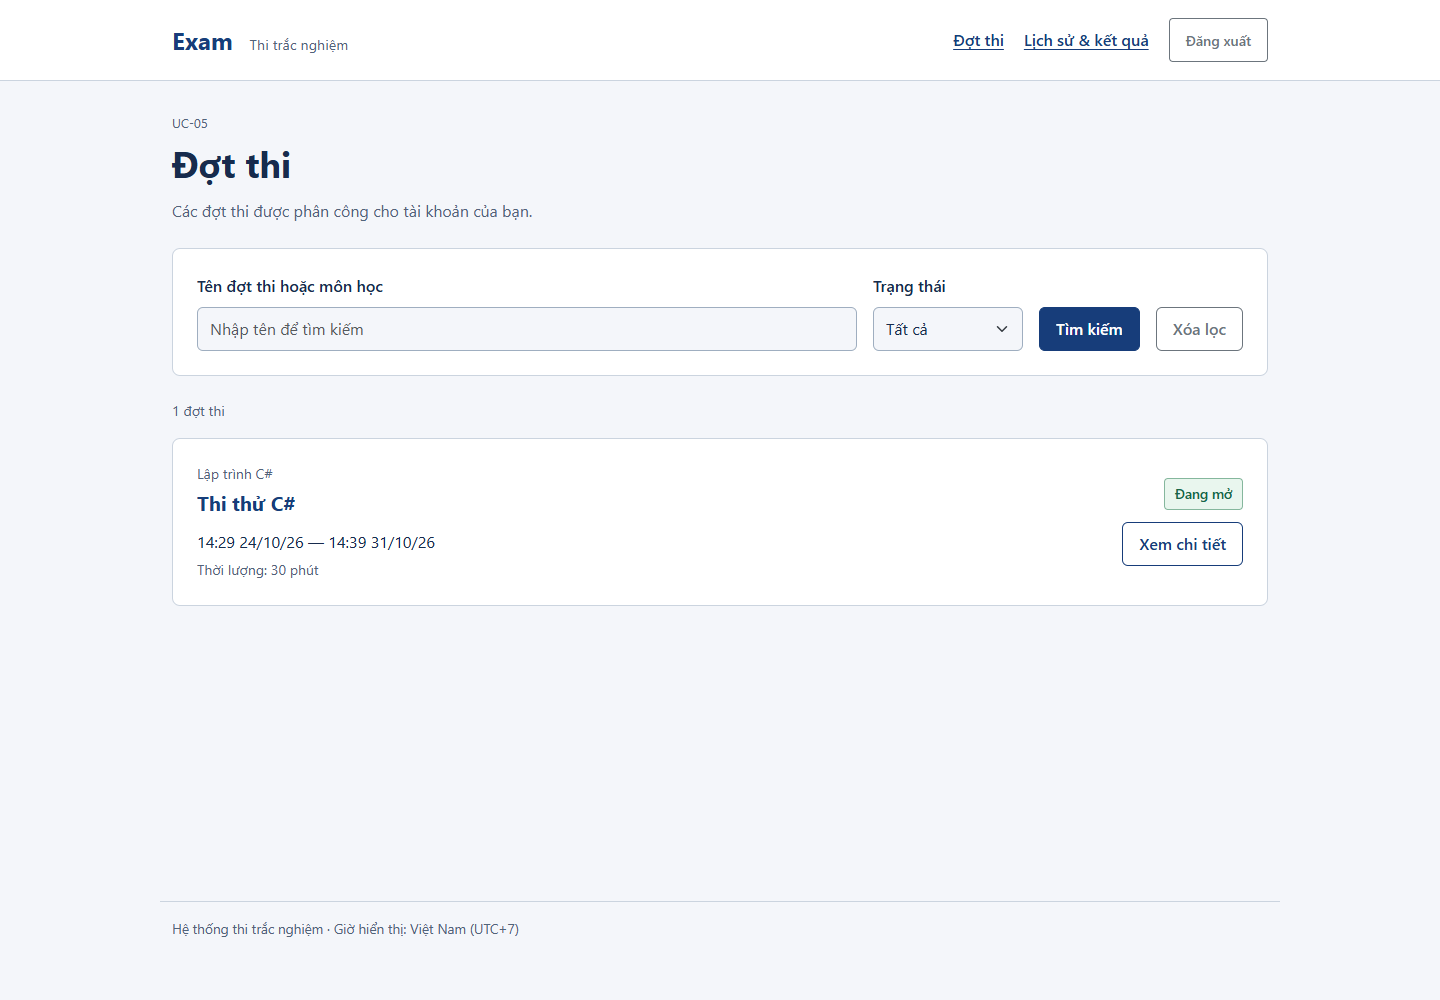 Exam Thi trắc nghiệm Đợt thi Lịch sử & kết quả Đăng xuất
UC-05
Đợt thi
Các đợt thi được phân công cho tài khoản của bạn.
Tên đợt thi hoặc môn học Trạng thái
Nhập tên để tìm kiếm Tất cả Tìm kiếm Xóa lọc
1 đợt thi
Lập trình C#
Thi thử C#
Đang mở
14:29 24/10/26 — 14:39 31/10/26
Xem chi tiết
Thời lượng: 30 phút
Hệ thống thi trắc nghiệm · Giờ hiển thị: Việt Nam (UTC+7)